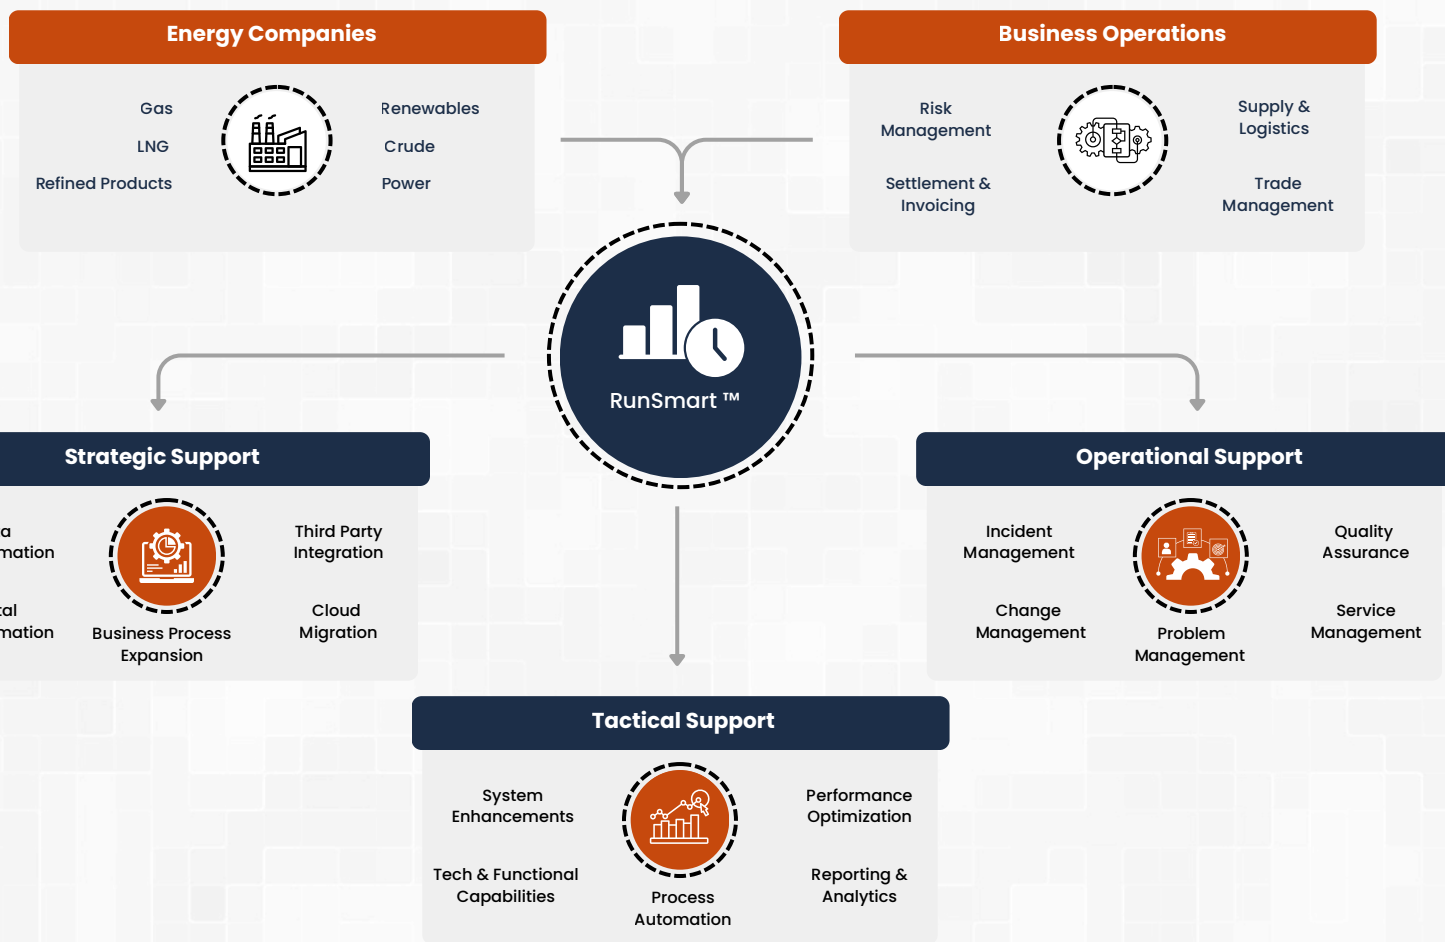 Energy Companies
Gas
LNG
Refined Products
Renewables
Crude
Power
Business Operations
Risk
Management
Settlement &
Invoicing
Supply &
Logistics
Trade
Management
RunSmart ™
Strategic Support
Business Process
Expansion
Third Party
Integration
Cloud
Migration
Operational Support
Incident
Management
Change
Management
Problem
Management
Quality
Assurance
Service
Management
Tactical Support
System
Enhancements
Tech & Functional
Capabilities
Process
Automation
Performance
Optimization
Reporting &
Analytics